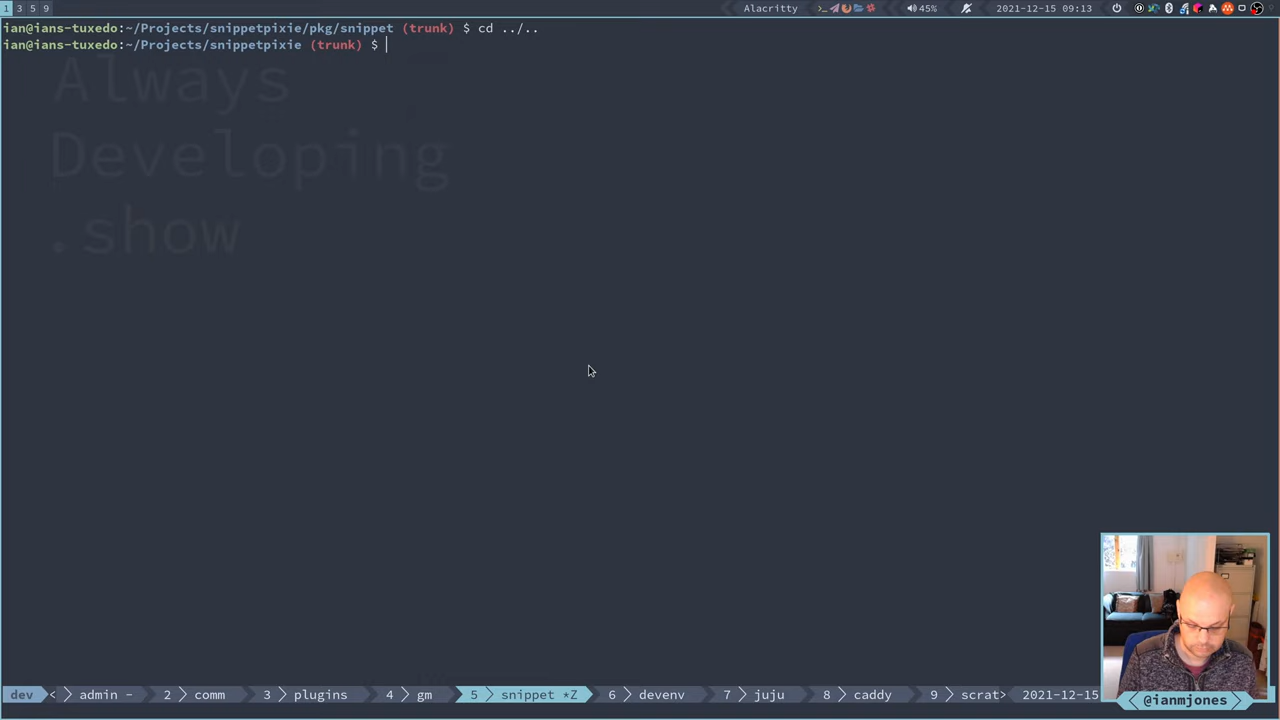 1 3 5 9 Alacritty 45% 2021-12-15 09:13
ian@ians-tuxedo:~/Projects/snippetpixie/pkg/snippet (trunk) $ cd ../..
ian@ians-tuxedo:~/Projects/snippetpixie (trunk) $
Always
Developing
.show
dev < admin - 2 comm 3 plugins 4 gm 5 snippet *Z 6 devenv 7 juju 8 caddy 9 scrat> 2021-12-15
@ianmjones